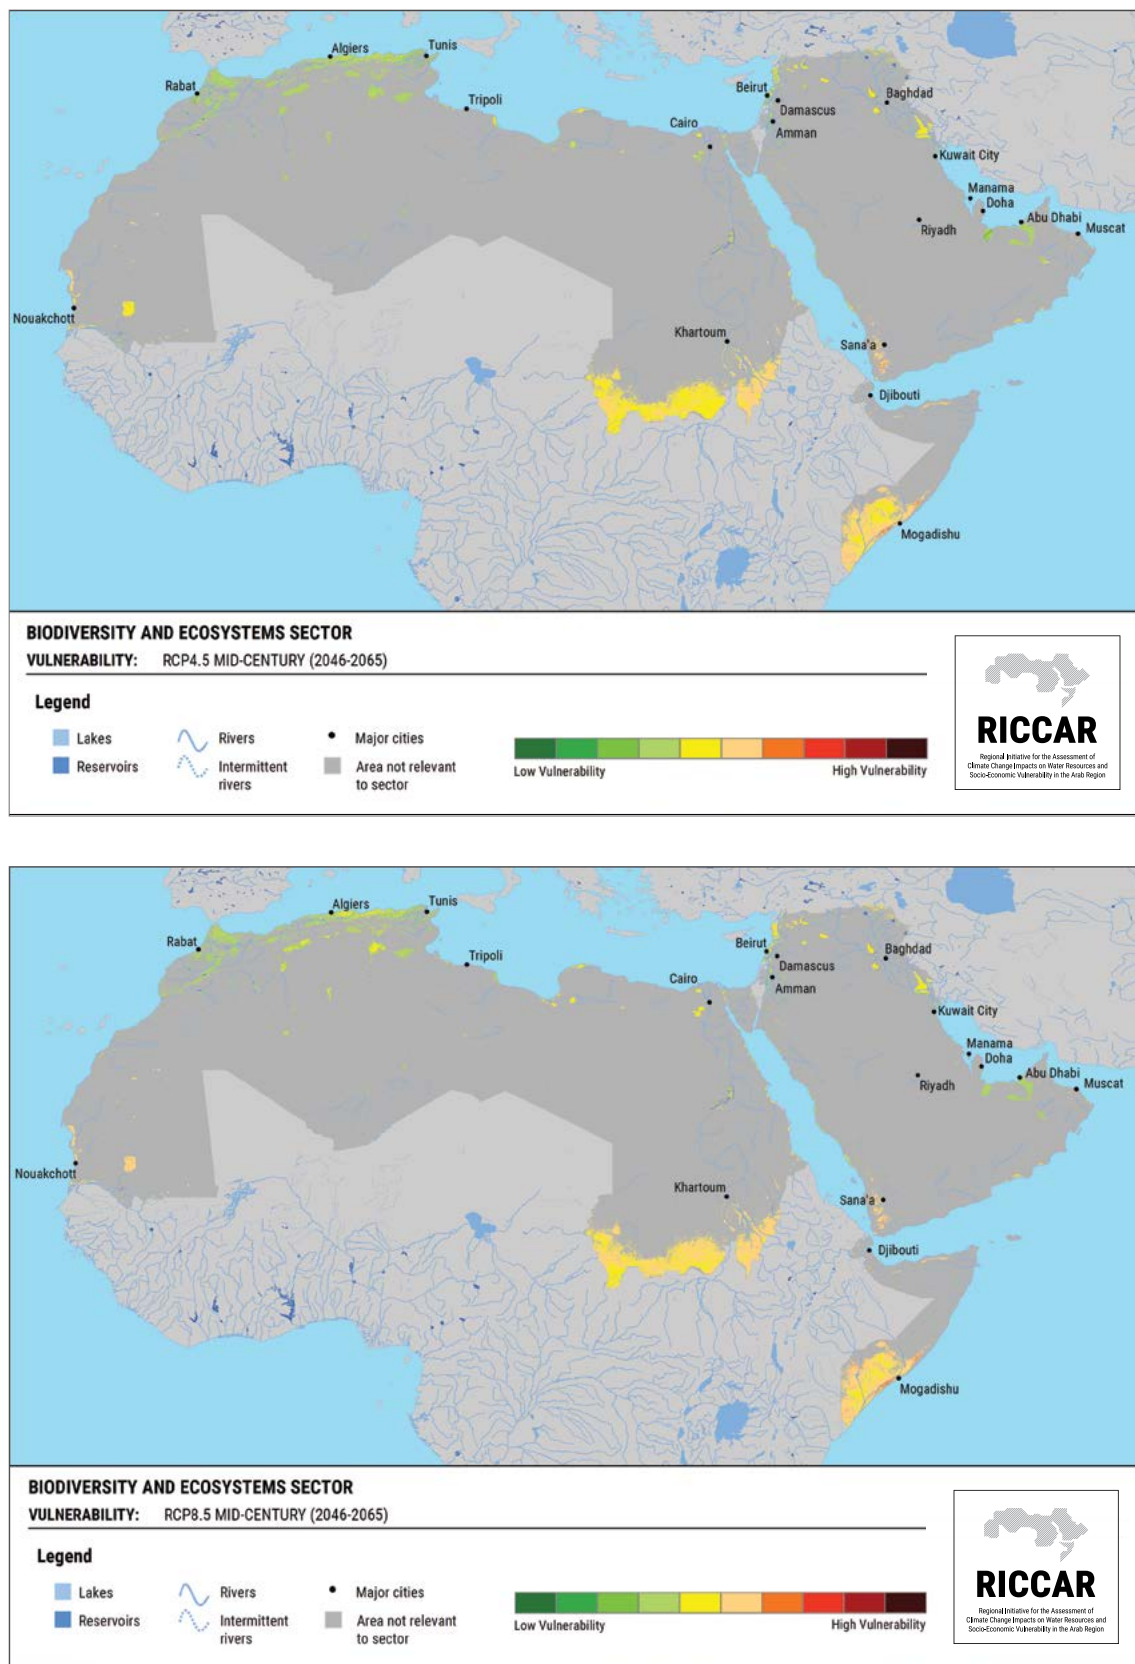 Algiers
Tunis
Rabat
Tripoli
Beirut
Damascus
Baghdad
Cairo
Amman
Kuwait City
Manama
Doha
Abu Dhabi
Riyadh
Muscat
Nouakchott
Khartoum
Sana'a
Djibouti
Mogadishu
BIODIVERSITY AND ECOSYSTEMS SECTOR
VULNERABILITY: RCP4.5 MID-CENTURY (2046-2065)
Legend
Lakes
Rivers
Major cities
Reservoirs
Intermittent
rivers
Area not relevant
to sector
Low Vulnerability
High Vulnerability
RICCAR
Regional Initiative for the Assessment of
Climate Change Impacts on Water Resources and
Socio-Economic Vulnerability in the Arab Region
Algiers
Tunis
Rabat
Tripoli
Beirut
Damascus
Baghdad
Cairo
Amman
Kuwait City
Manama
Doha
Abu Dhabi
Riyadh
Muscat
Nouakchott
Khartoum
Sana'a
Djibouti
Mogadishu
BIODIVERSITY AND ECOSYSTEMS SECTOR
VULNERABILITY: RCP8.5 MID-CENTURY (2046-2065)
Legend
Lakes
Rivers
Major cities
Reservoirs
Intermittent
rivers
Area not relevant
to sector
Low Vulnerability
High Vulnerability
RICCAR
Regional Initiative for the Assessment of
Climate Change Impacts on Water Resources and
Socio-Economic Vulnerability in the Arab Region